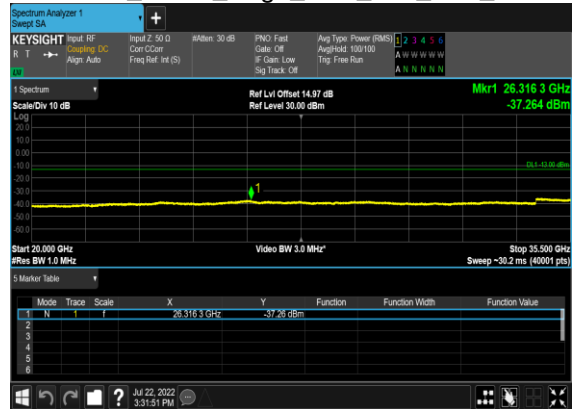 Spectrum Analyzer 1
Swept SA
KEYSIGHT Input: RF Input Z: 50 Ω #Atten: 30 dB PNO: Fast Avg Type: Power (RMS) 1 2 3 4 5 6
R T Coupling: DC Corr CCorr Gate: Off Avg|Hold: 100/100 A W W W W W
Align: Auto Freq Ref: Int (S) IF Gain: Low Trig: Free Run A N N N N N
Sig Track: Off
1 Spectrum Ref Lvl Offset 14.97 dB Mkr1 26.316 3 GHz
Scale/Div 10 dB Ref Level 30.00 dBm -37.264 dBm
Log
20.0
10.0
0.00
-10.0
DL1 -13.00 dBm
-20.0
-30.0
1
-40.0
-50.0
-60.0
Start 20.000 GHz Video BW 3.0 MHz* Stop 35.500 GHz
#Res BW 1.0 MHz Sweep ~30.2 ms (40001 pts)
5 Marker Table
Mode Trace Scale X Y Function Function Width Function Value
1 N 1 f 26.316 3 GHz -37.26 dBm
2
3
4
5
6
? Jul 22, 2022
3:31:51 PM